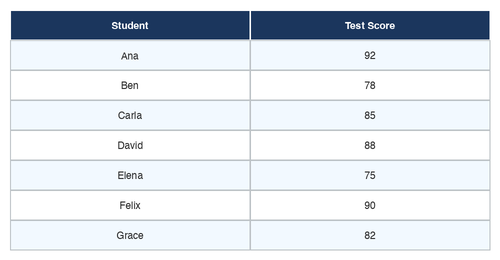 Student Test Score
Ana 92
Ben 78
Carla 85
David 88
Elena 75
Felix 90
Grace 82